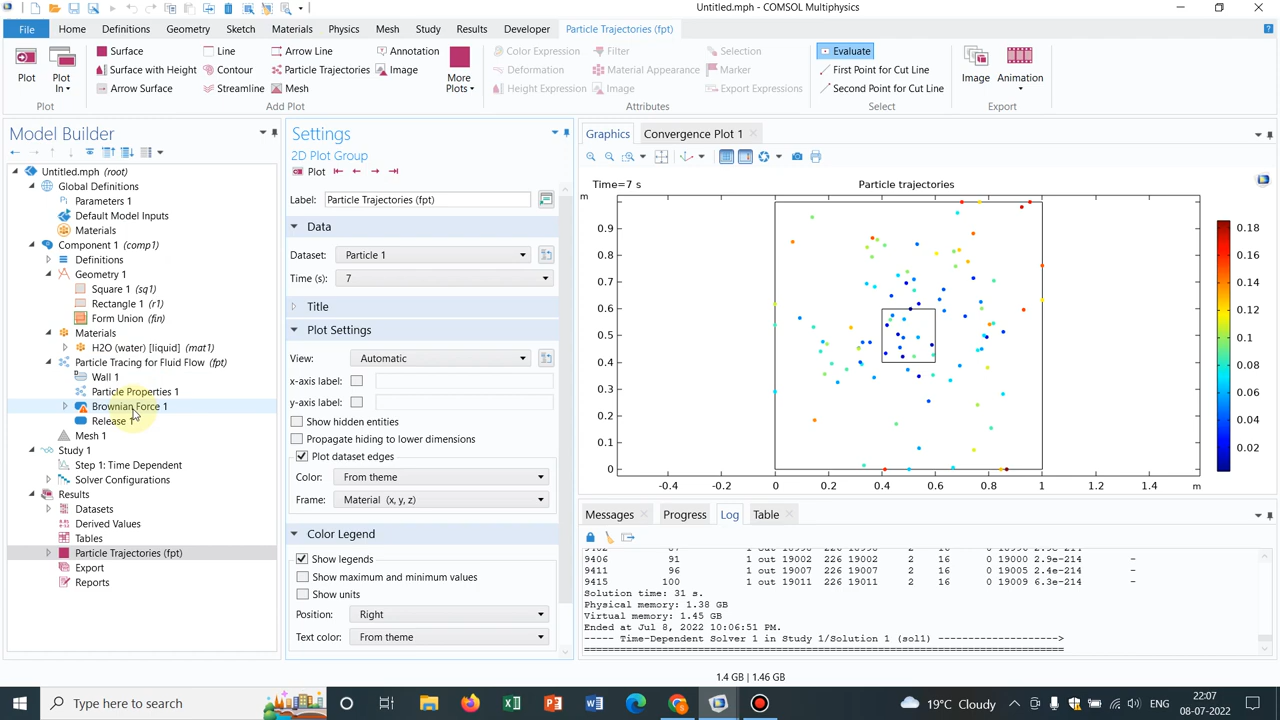 Untitled.mph - COMSOL Multiphysics
File Home Definitions Geometry Sketch Materials Physics Mesh Study Results Developer Particle Trajectories (fpt)
Plot
Plot In
Surface Line Arrow Line Annotation
Surface with Height Contour Particle Trajectories Image
Arrow Surface Streamline Mesh
More Plots
Color Expression Filter Selection
Deformation Material Appearance Marker
Height Expression Image Export Expressions
Evaluate
First Point for Cut Line
Second Point for Cut Line
Image Animation
Plot Add Plot Attributes Select Export
Model Builder
Untitled.mph (root)
Global Definitions
Parameters 1
Default Model Inputs
Materials
Component 1 (comp1)
Definitions
Geometry 1
Square 1 (sq1)
Rectangle 1 (r1)
Form Union (fin)
Materials
H2O (water) [liquid] (mat1)
Particle Tracing for Fluid Flow (fpt)
Wall 1
Particle Properties 1
Brownian Force 1
Release 1
Mesh 1
Study 1
Step 1: Time Dependent
Solver Configurations
Results
Datasets
Derived Values
Tables
Particle Trajectories (fpt)
Export
Reports
Settings
2D Plot Group
Plot
Label: Particle Trajectories (fpt)
Data
Dataset: Particle 1
Time (s): 7
Title
Plot Settings
View: Automatic
x-axis label:
y-axis label:
Show hidden entities
Propagate hiding to lower dimensions
Plot dataset edges
Color: From theme
Frame: Material (x, y, z)
Color Legend
Show legends
Show maximum and minimum values
Show units
Position: Right
Text color: From theme
Graphics Convergence Plot 1
Time=7 s Particle trajectories
m
0.9
0.8
0.7
0.6
0.5
0.4
0.3
0.2
0.1
0
-0.4 -0.2 0 0.2 0.4 0.6 0.8 1 1.2 1.4 m
0.18
0.16
0.14
0.12
0.1
0.08
0.06
0.04
0.02
Messages Progress Log Table
9406 91 1 out 19002 226 19002 2 16 0 19000 2.9e-214 -
9411 96 1 out 19007 226 19007 2 16 0 19005 2.4e-214 -
9415 100 1 out 19011 226 19011 2 16 0 19009 6.3e-214 -
Solution time: 31 s.
Physical memory: 1.38 GB
Virtual memory: 1.45 GB
Ended at Jul 8, 2022 10:06:51 PM.
----- Time-Dependent Solver 1 in Study 1/Solution 1 (sol1) -------------------->
1.4 GB | 1.46 GB
Type here to search
19°C Cloudy
ENG
22:07
08-07-2022